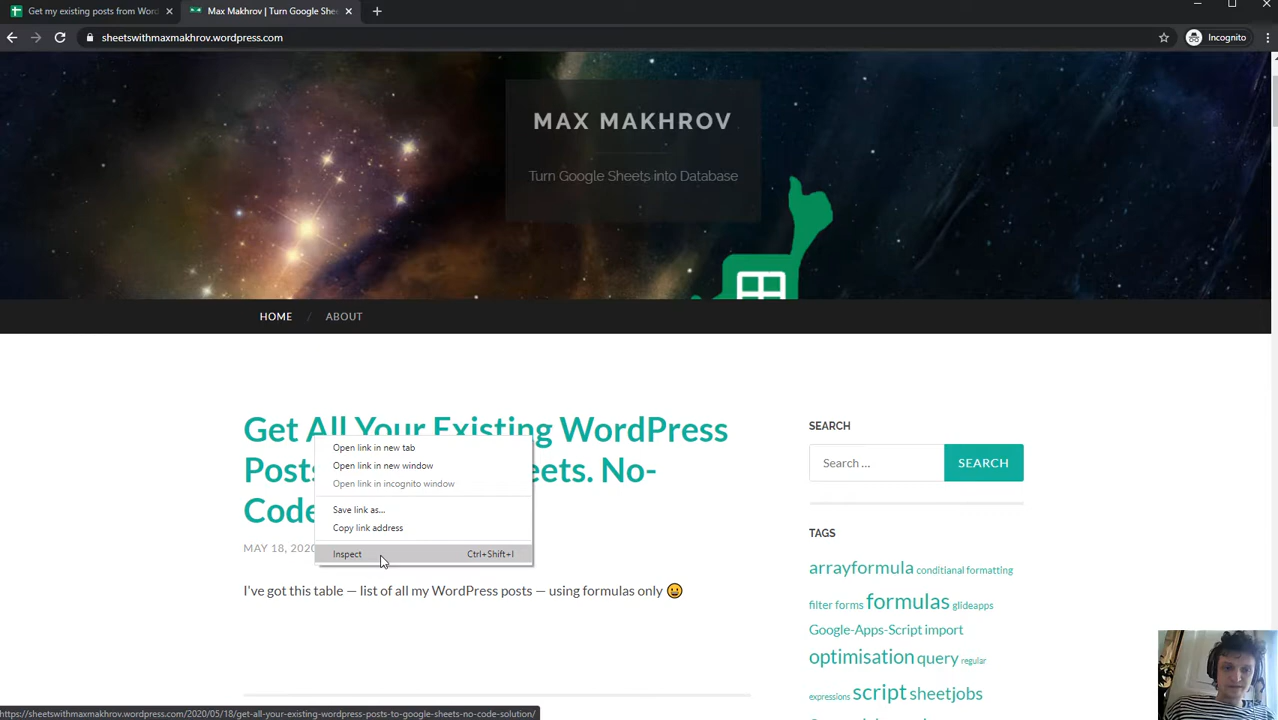 Get my existing posts from Wor
Max Makhrov | Turn Google She
sheetswithmaxmakhrov.wordpress.com
Incognito
MAX MAKHROV
Turn Google Sheets into Database
HOME / ABOUT
Get All Your Existing WordPress
Posts eets. No-
Code
MAY 18, 2020
I've got this table — list of all my WordPress posts — using formulas only
Open link in new tab
Open link in new window
Open link in incognito window
Save link as...
Copy link address
Inspect Ctrl+Shift+I
SEARCH
Search ...
SEARCH
TAGS
arrayformula conditianal formatting
filter forms formulas glideapps
Google-Apps-Script import
optimisation query regular
expressions script sheetjobs
https://sheetswithmaxmakhrov.wordpress.com/2020/05/18/get-all-your-existing-wordpress-posts-to-google-sheets-no-code-solution/